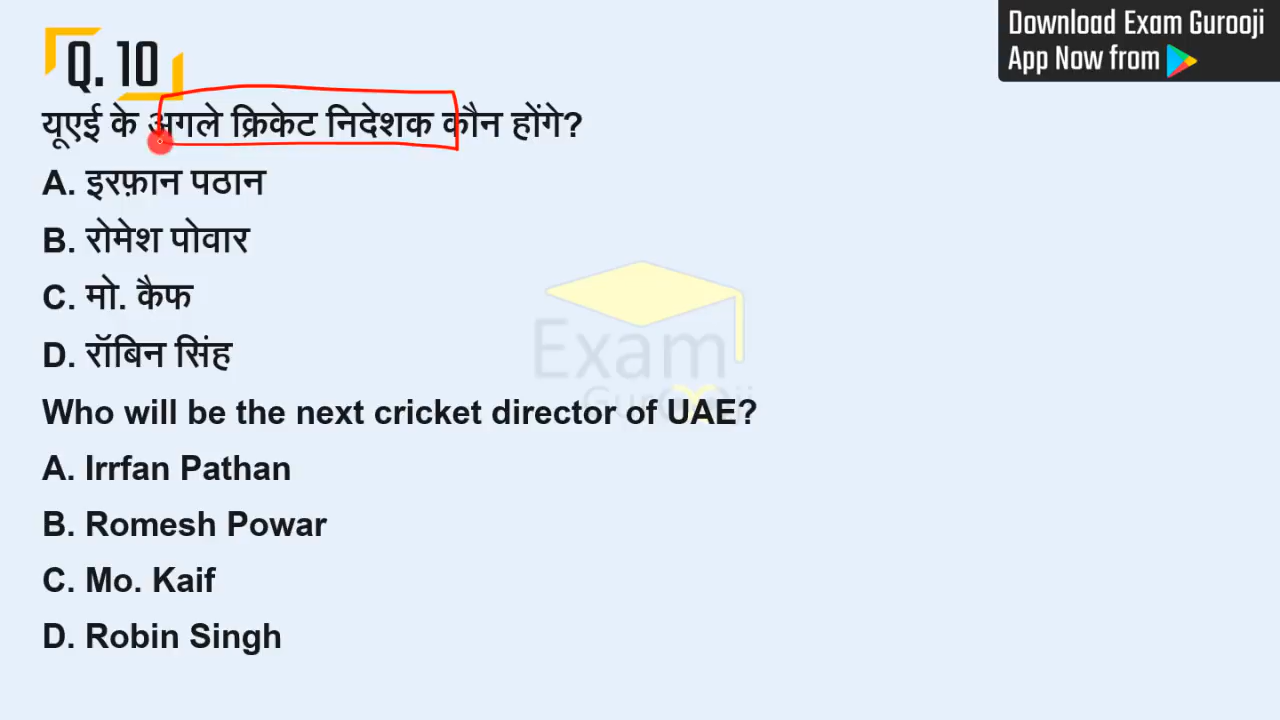 Download Exam Gurooji
App Now from
Q. 10
यूएई के अगले क्रिकेट निदेशक कौन होंगे?
A. इरफ़ान पठान
B. रोमेश पोवार
C. मो. कैफ
D. रॉबिन सिंह
Exam
Gurooji
Who will be the next cricket director of UAE?
A. Irrfan Pathan
B. Romesh Powar
C. Mo. Kaif
D. Robin Singh